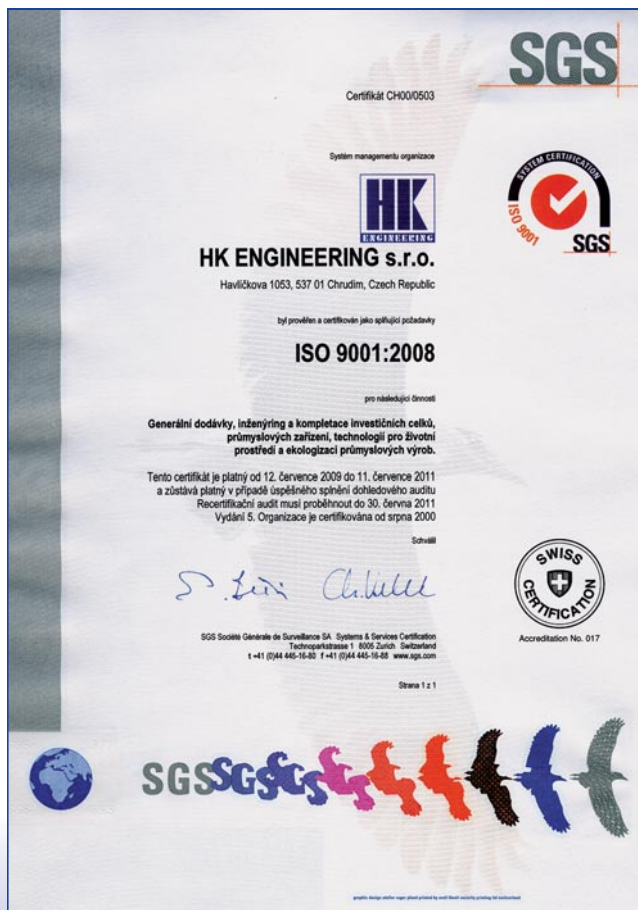 SGS
Certifikát CH00/0503
Systém managementu organizace
HK
ENGINEERING
SYSTEM CERTIFICATION
ISO 9001
SGS
HK ENGINEERING s.r.o.
Havlíčkova 1053, 537 01 Chrudim, Czech Republic
byl prověřen a certifikován jako splňující požadavky
ISO 9001:2008
pro následující činnosti
Generální dodávky, inženýring a kompletace investičních celků,
průmyslových zařízení, technologií pro životní
prostředí a ekologizaci průmyslových výrob.
Tento certifikát je platný od 12. července 2009 do 11. července 2011
a zůstává platný v případě úspěšného splnění dohledového auditu
Recertifikační audit musí proběhnout do 30. června 2011
Vydání 5. Organizace je certifikována od srpna 2000
Schválil
SWISS
CERTIFICATION
Accreditation No. 017
SGS Société Générale de Surveillance SA Systems & Services Certification
Technoparkstrasse 1 8005 Zurich Switzerland
t +41 (0)44 445-16-80 f +41 (0)44 445-16-88 www.sgs.com
Strana 1 z 1
SGSSGSSGS